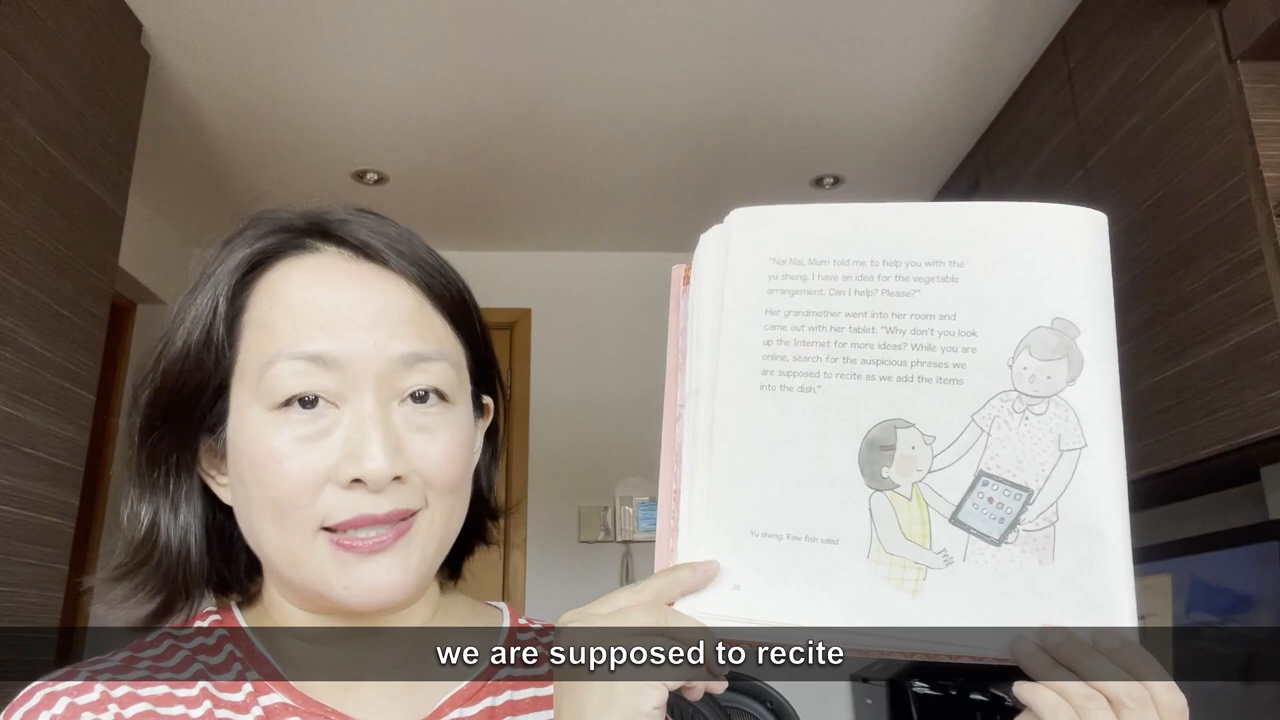 "Nai Nai, Mum told me to help you with the
yu sheng. I have an idea for the vegetable
arrangement. Can I help? Please?"
Her grandmother went into her room and
came out with her tablet. "Why don't you look
up the Internet for more ideas? While you are
online, search for the auspicious phrases we
are supposed to recite as we add the items
into the dish."
Yu sheng: Raw fish salad
26
we are supposed to recite